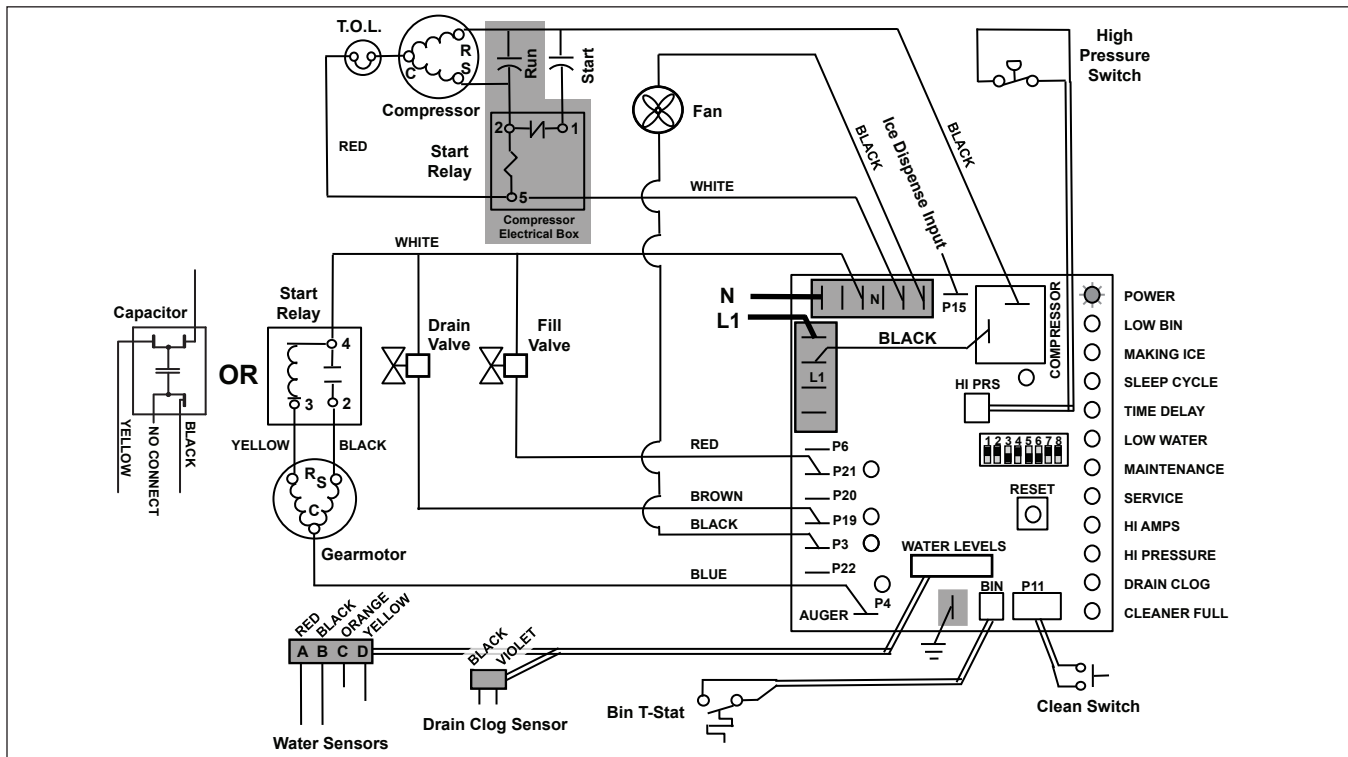 T.O.L.
R
S
C
Compressor
Run
Start
2
1
Start
Relay
5
Compressor
Electrical Box
RED
WHITE
Fan
BLACK
Ice Dispense Input
BLACK
High
Pressure
Switch
WHITE
Capacitor
YELLOW
NO CONNECT
BLACK
OR
Start
Relay
4
3
2
YELLOW
BLACK
R
S
C
Gearmotor
Drain
Valve
Fill
Valve
N
L1
N
P15
L1
BLACK
COMPRESSOR
HI PRS
1 2 3 4 5 6 7 8
RESET
RED
BROWN
BLACK
BLUE
P6
P21
P20
P19
P3
P22
P4
AUGER
WATER LEVELS
BIN
P11
POWER
LOW BIN
MAKING ICE
SLEEP CYCLE
TIME DELAY
LOW WATER
MAINTENANCE
SERVICE
HI AMPS
HI PRESSURE
DRAIN CLOG
CLEANER FULL
RED
BLACK
ORANGE
YELLOW
A B C D
Water Sensors
BLACK
VIOLET
Drain Clog Sensor
Bin T-Stat
Clean Switch